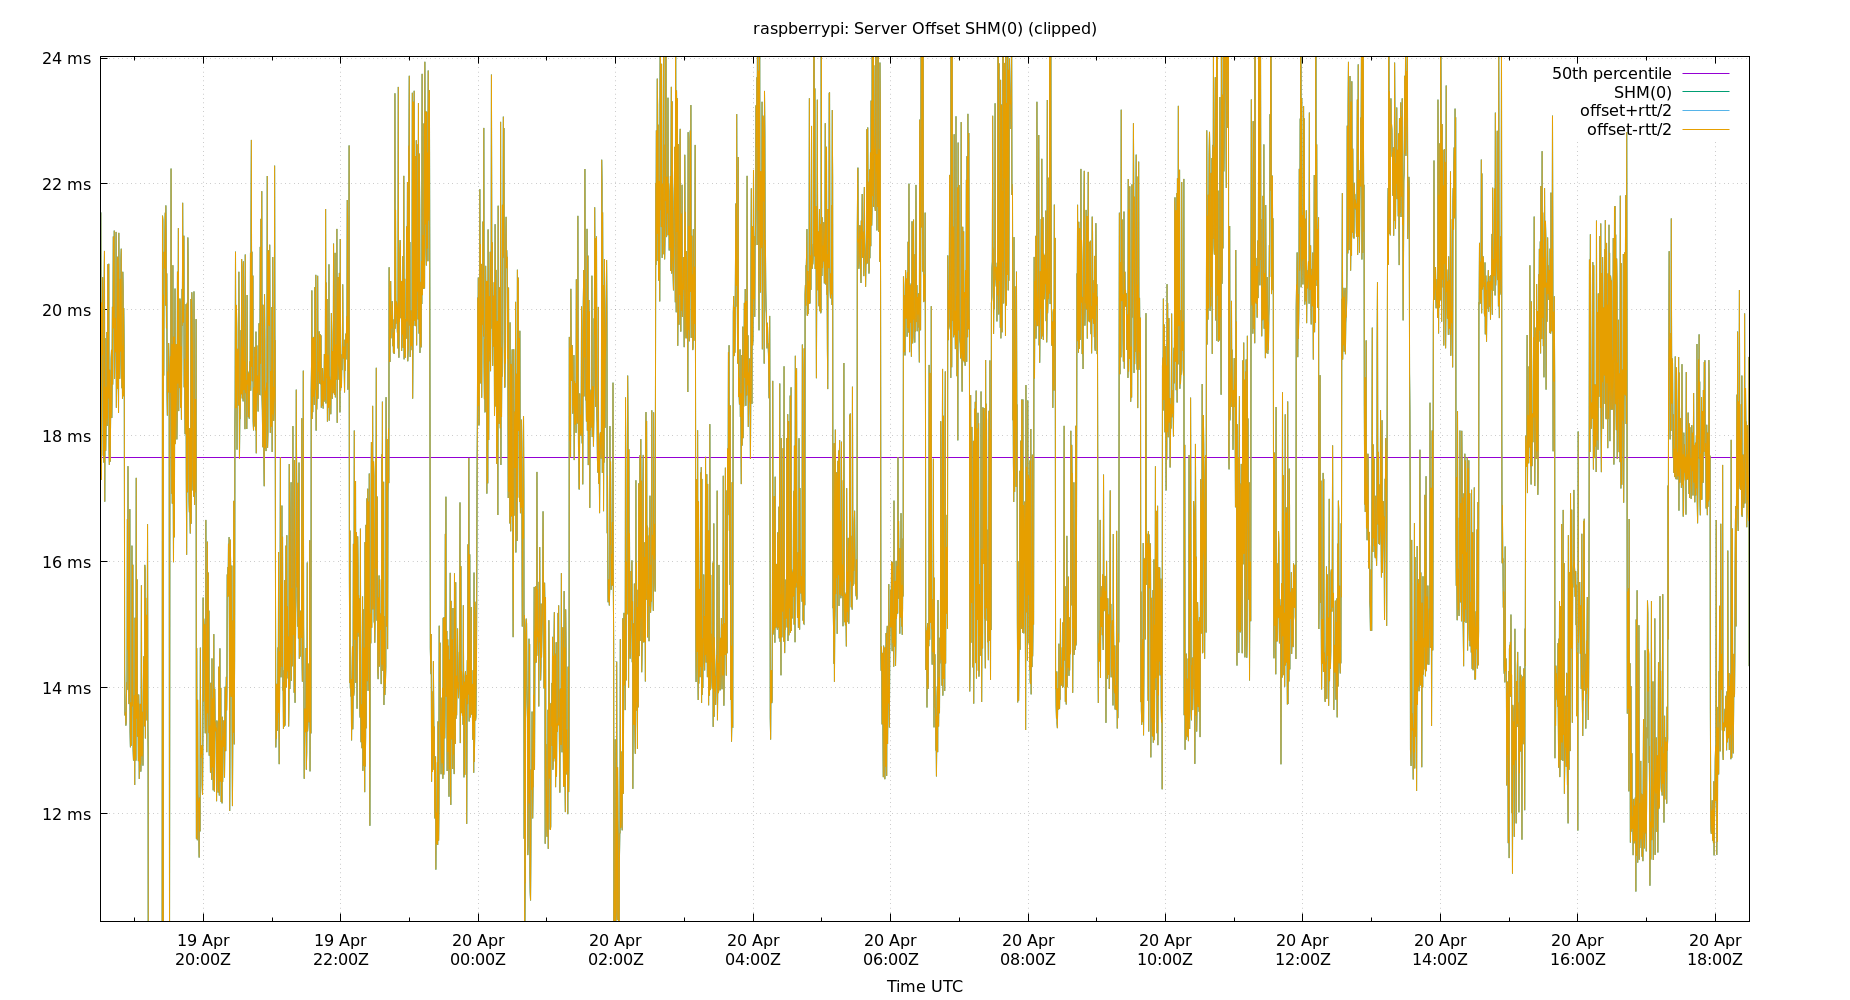 raspberrypi: Server Offset SHM(0) (clipped)
24 ms
22 ms
20 ms
18 ms
16 ms
14 ms
12 ms
50th percentile
SHM(0)
offset+rtt/2
offset-rtt/2
19 Apr
20:00Z
19 Apr
22:00Z
20 Apr
00:00Z
20 Apr
02:00Z
20 Apr
04:00Z
20 Apr
06:00Z
20 Apr
08:00Z
20 Apr
10:00Z
20 Apr
12:00Z
20 Apr
14:00Z
20 Apr
16:00Z
20 Apr
18:00Z
Time UTC